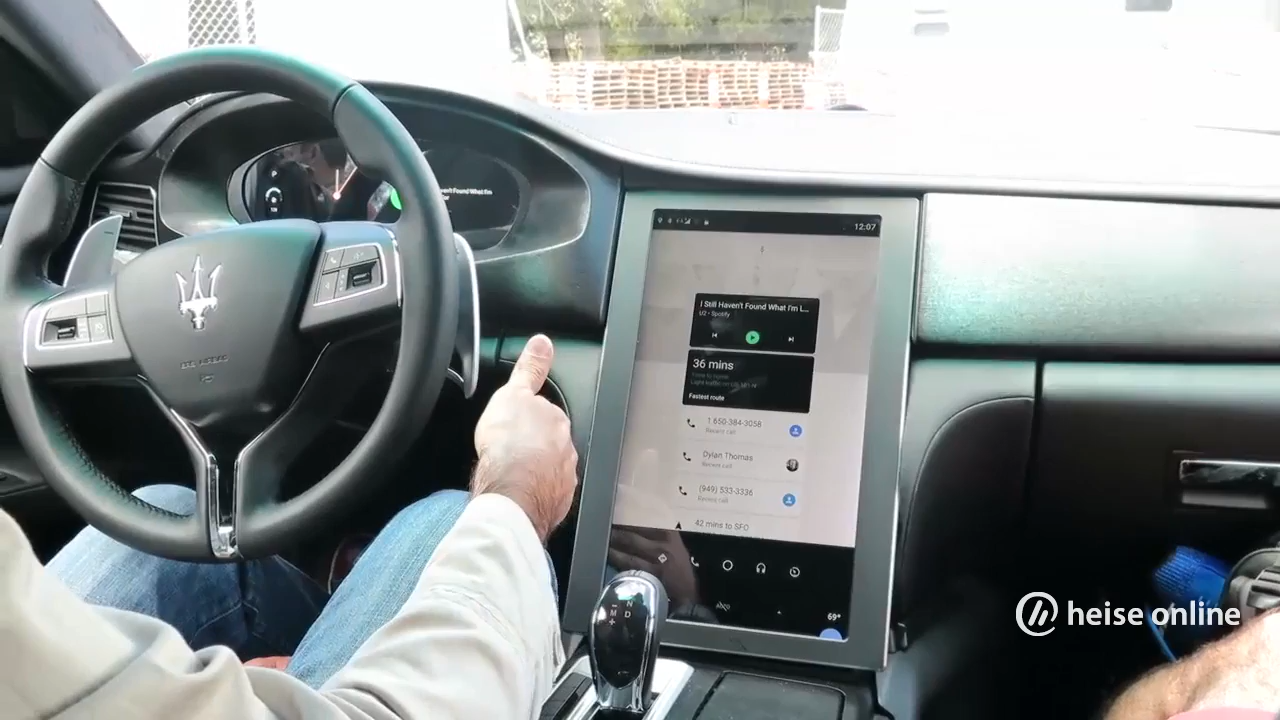 12:07
I Still Haven't Found What I'm L...
U2 • Spotify
36 mins
Fastest route
1 650-384-3058
Recent call
Dylan Thomas
Recent call
(949) 533-3336
Recent call
42 mins to SFO
69°
N
M D
+
heise online